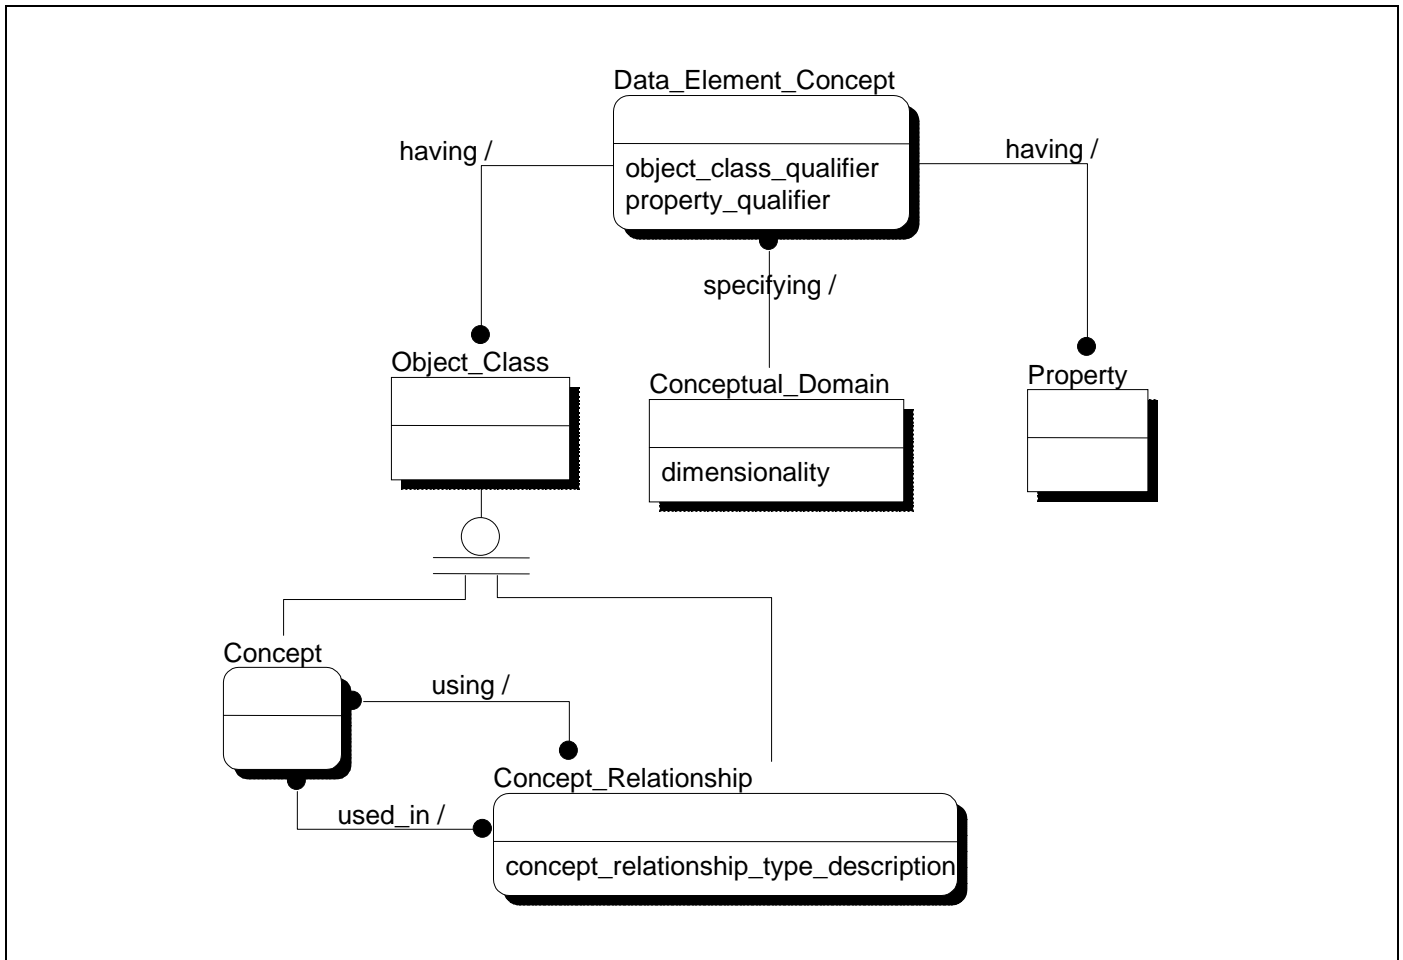 Data_Element_Concept
having /
having /
object_class_qualifier
property_qualifier
specifying /
Object_Class
Conceptual_Domain
Property
dimensionality
Concept
using /
Concept_Relationship
used_in /
concept_relationship_type_description